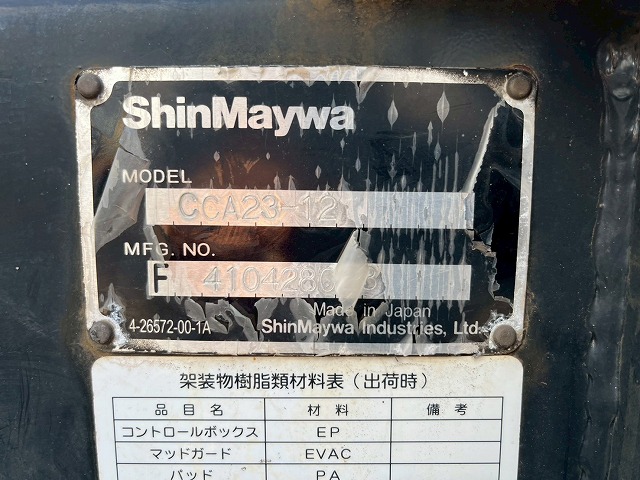 ShinMaywa
MODEL
CCA23-12
MFG. NO.
F
Made in Japan
4-26572-00-1A ShinMaywa Industries, Ltd.
架装物樹脂類材料表(出荷時)
品目名 材料 備考
コントロールボックス EP
マッドガード EVAC
パッド PA